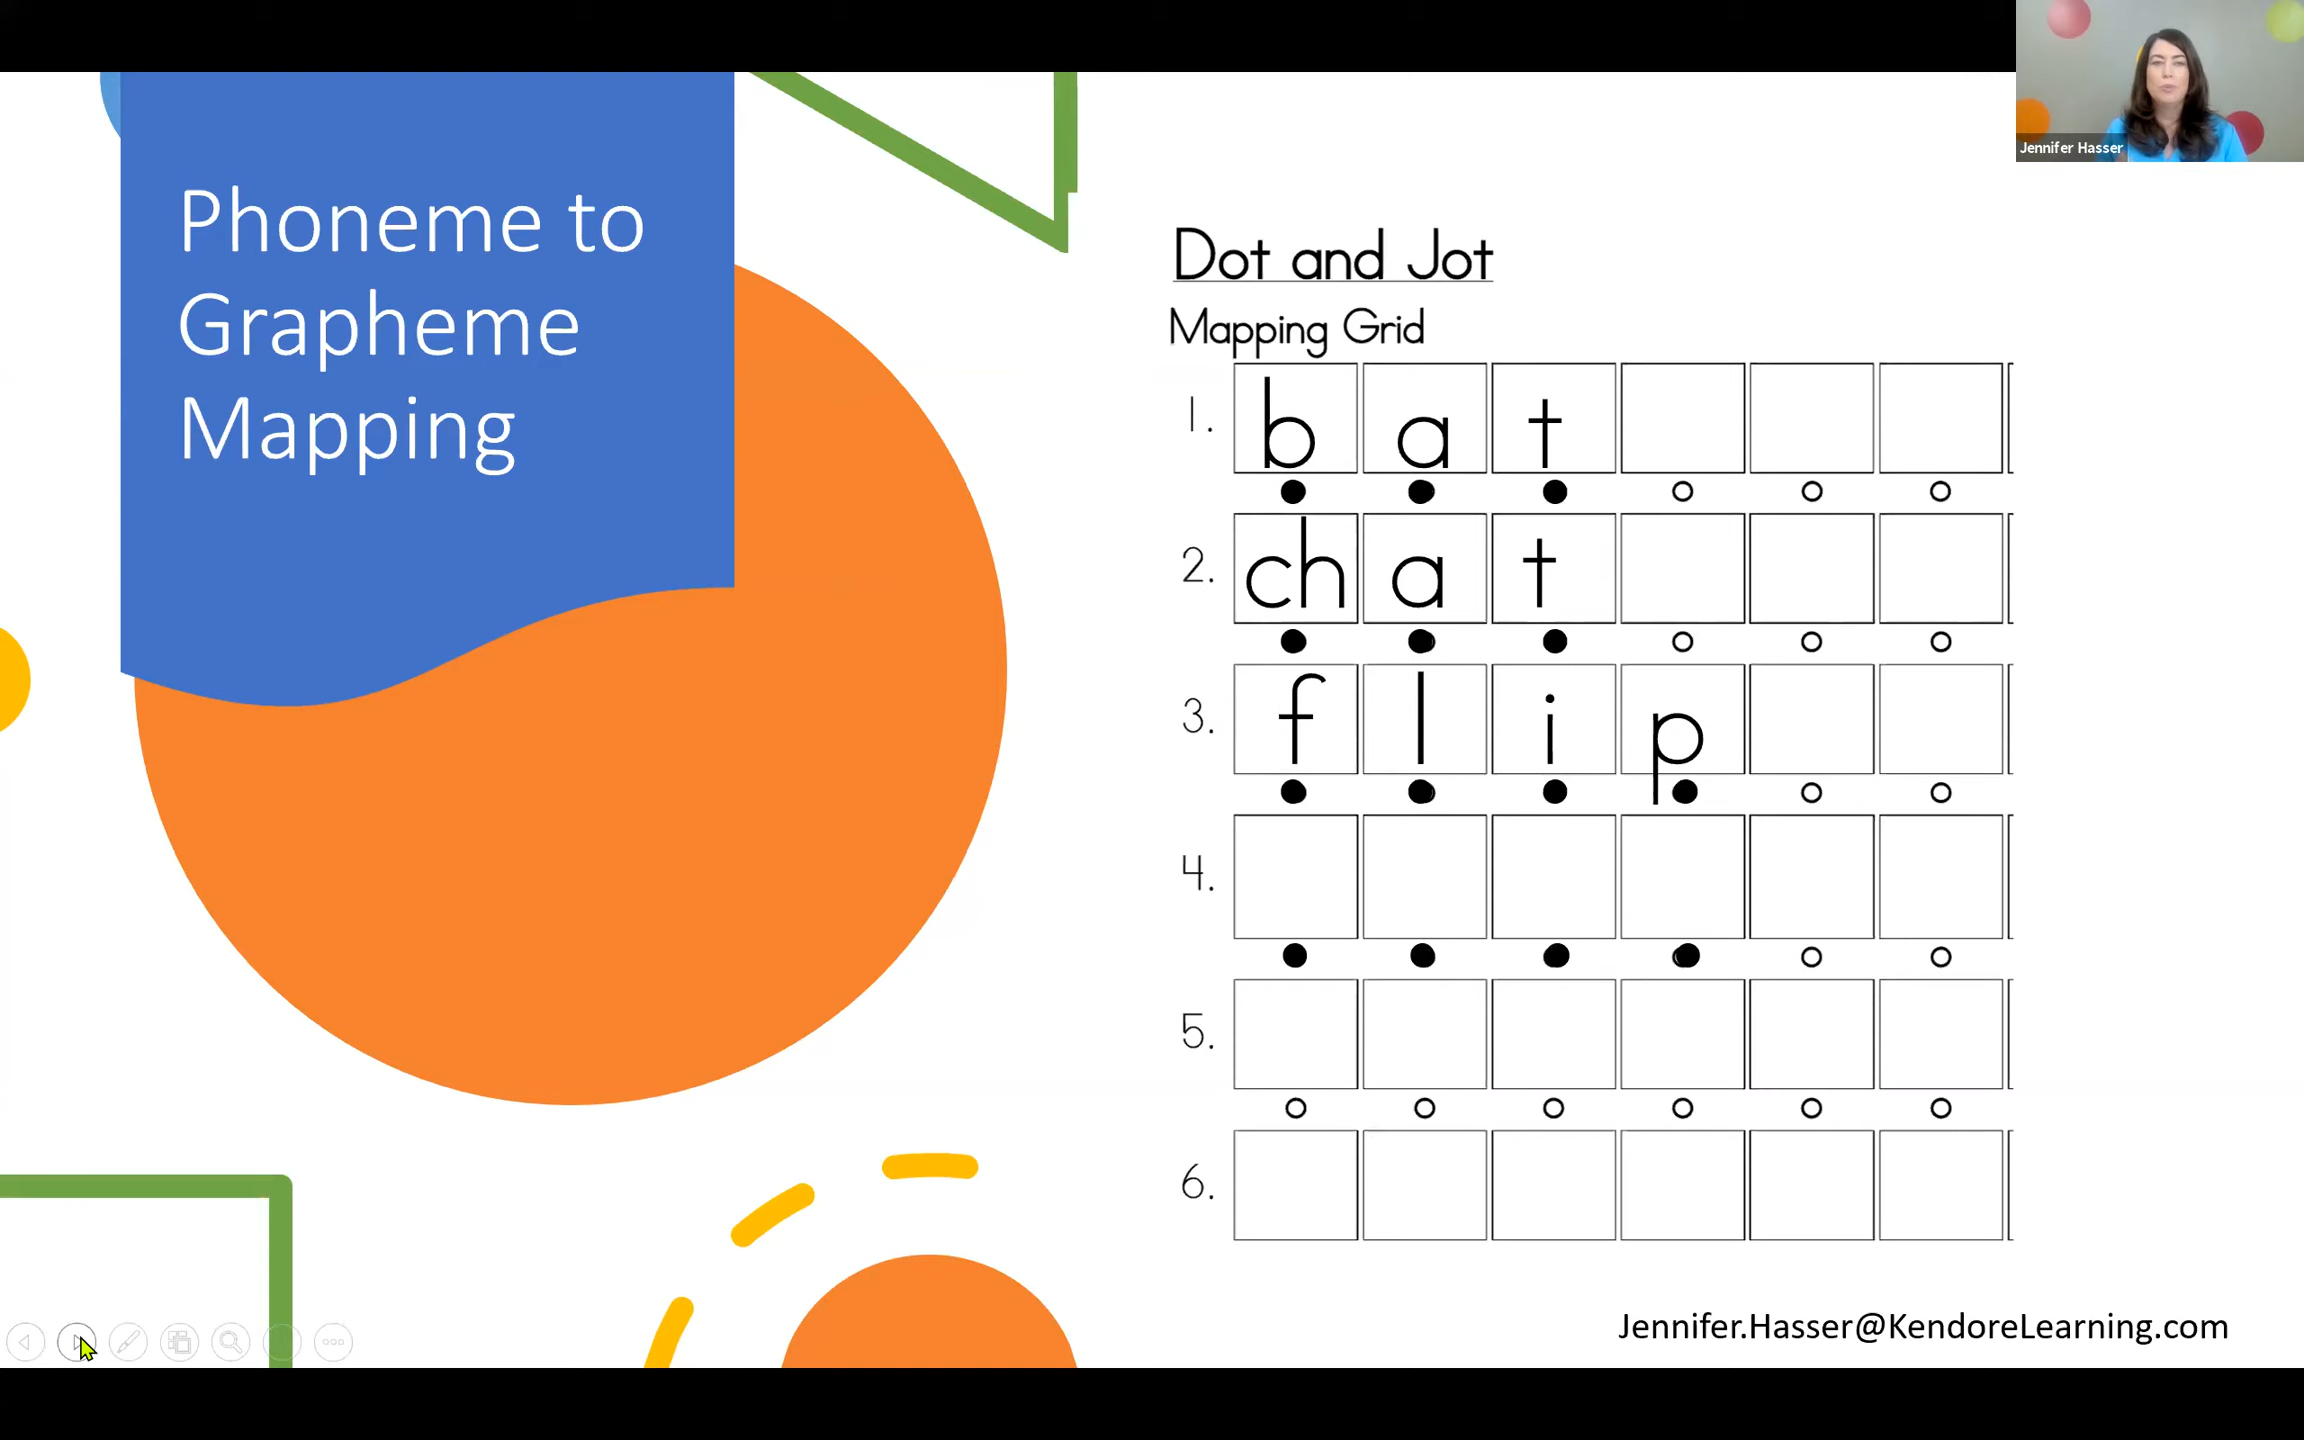 Jennifer Hasser
Phoneme to
Grapheme
Mapping
Dot and Jot
Mapping Grid
1. b a t
2. ch a t
3. f l i p
4.
5.
6.
Jennifer.Hasser@KendoreLearning.com